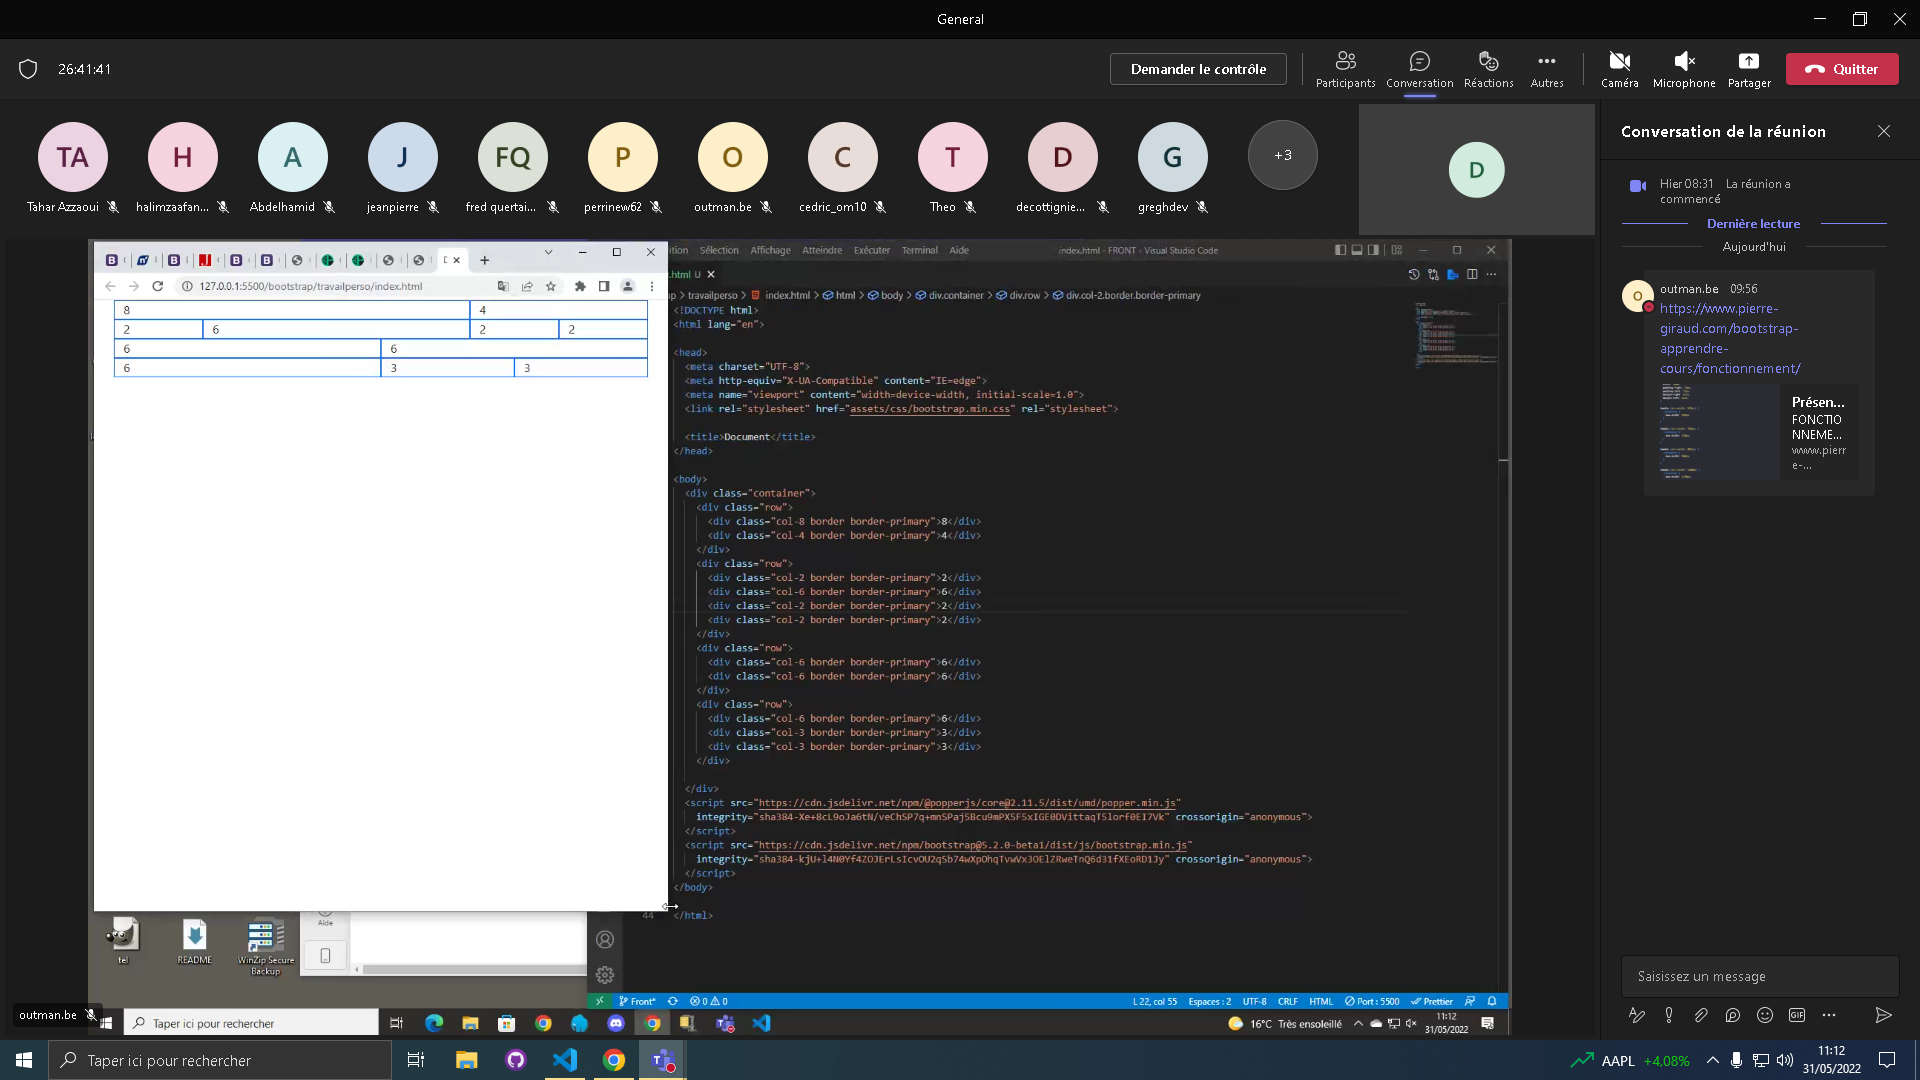 General
26:41:41
Demander le contrôle
Participants
Conversation
Réactions
Autres
Caméra
Microphone
Partager
Quitter
TA
H
A
J
FQ
P
O
C
T
D
G
+3
D
Tahar Azzaoui
halimzaafan...
Abdelhamid
jeanpierre
fred quertai...
perrinew62
outman.be
cedric_om10
Theo
decottignie...
greghdev
Conversation de la réunion
Hier 08:31 La réunion a
commencé
Dernière lecture
Aujourd'hui
outman.be 09:56
https://www.pierre-
giraud.com/bootstrap-
apprendre-
cours/fonctionnement/
Présen...
FONCTIO
NNEME...
www.pierr
e-...
Saisissez un message
127.0.0.1:5500/bootstrap/travailperso/index.html
8 4
2 6 2 2
6 6
6 3 3
Sélection Affichage Atteindre Exécuter Terminal Aide
index.html - FRONT - Visual Studio Code
.html U
travailperso > index.html > html > body > div.container > div.row > div.col-2.border.border-primary
<!DOCTYPE html>
<html lang="en">
<head>
<meta charset="UTF-8">
<meta http-equiv="X-UA-Compatible" content="IE=edge">
<meta name="viewport" content="width=device-width, initial-scale=1.0">
<link rel="stylesheet" href="assets/css/bootstrap.min.css" rel="stylesheet">
<title>Document</title>
</head>
<body>
<div class="container">
<div class="row">
<div class="col-8 border border-primary">8</div>
<div class="col-4 border border-primary">4</div>
</div>
<div class="row">
<div class="col-2 border border-primary">2</div>
<div class="col-6 border border-primary">6</div>
<div class="col-2 border border-primary">2</div>
<div class="col-2 border border-primary">2</div>
</div>
<div class="row">
<div class="col-6 border border-primary">6</div>
<div class="col-6 border border-primary">6</div>
</div>
<div class="row">
<div class="col-6 border border-primary">6</div>
<div class="col-3 border border-primary">3</div>
<div class="col-3 border border-primary">3</div>
</div>
</div>
<script src="https://cdn.jsdelivr.net/npm/@popperjs/core@2.11.5/dist/umd/popper.min.js"
integrity="sha384-Xe+8cL9oJa6tN/veChSP7q+mnSPaj5Bcu9mPX5F5xIGE0DVittaqT5lorf0EI7Vk" crossorigin="anonymous">
</script>
<script src="https://cdn.jsdelivr.net/npm/bootstrap@5.2.0-beta1/dist/js/bootstrap.min.js"
integrity="sha384-kjU+l4N0Yf4ZOJErLsIcvOU2qSb74wXpOhqTvwVx3OElZRweTnQ6d31fXEoRD1Jy" crossorigin="anonymous">
</script>
</body>
44 </html>
Aide
tel
README
WinZip Secure
Backup
Front*
0 0
L 22, col 55
Espaces : 2
UTF-8
CRLF
HTML
Port : 5500
Prettier
outman.be
Taper ici pour rechercher
16°C Très ensoleillé
11:12
31/05/2022
Taper ici pour rechercher
AAPL +4,08%
11:12
31/05/2022